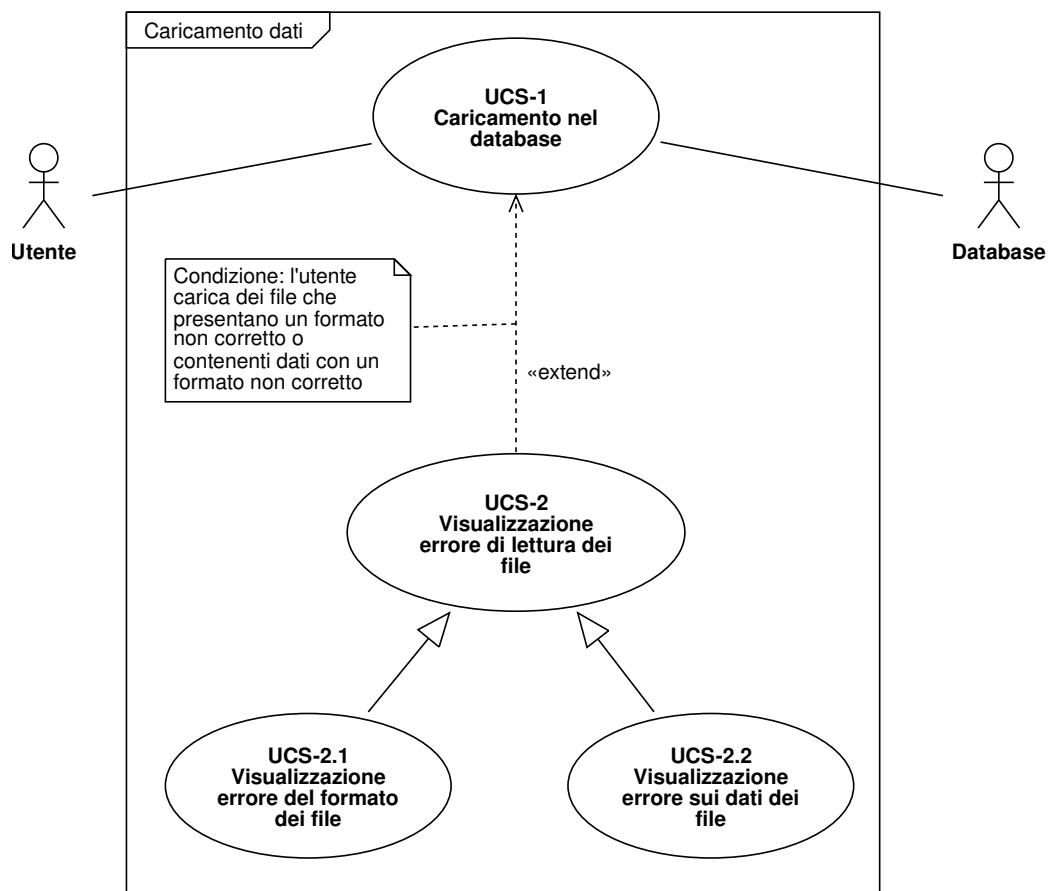 Caricamento dati
UCS-1
Caricamento nel
database
Utente
Database
Condizione: l'utente
carica dei file che
presentano un formato
non corretto o
contenenti dati con un
formato non corretto
«extend»
UCS-2
Visualizzazione
errore di lettura dei
file
UCS-2.1
Visualizzazione
errore del formato
dei file
UCS-2.2
Visualizzazione
errore sui dati dei
file